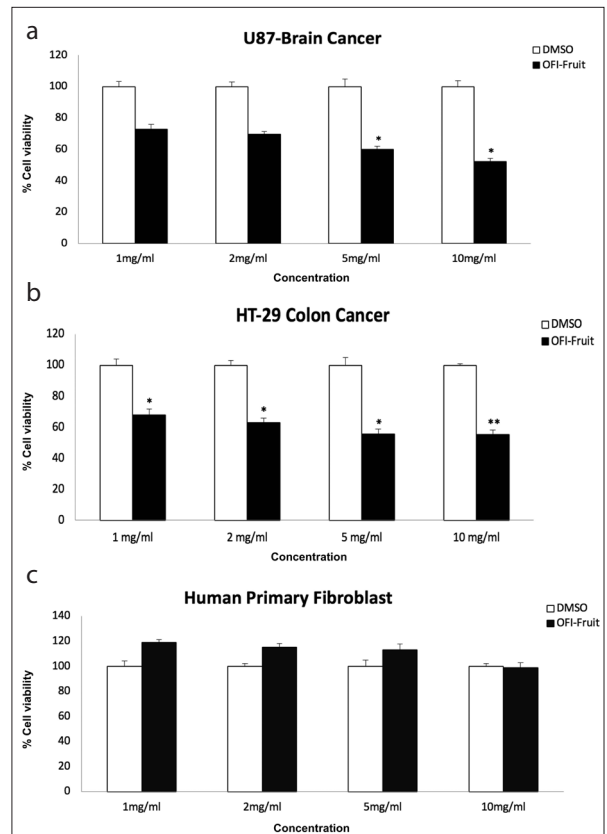 a
U87-Brain Cancer
DMSO
OFI-Fruit
120
100
80
60
40
20
0
% Cell viability
*
*
1mg/ml 2mg/ml 5mg/ml 10mg/ml
Concentration
b
HT-29 Colon Cancer
DMSO
OFI-Fruit
120
100
80
60
40
20
0
% Cell viability
*
*
*
**
1 mg/ml 2 mg/ml 5 mg/ml 10 mg/ml
Concentration
c
Human Primary Fibroblast
DMSO
OFI-Fruit
140
120
100
80
60
40
20
0
% Cell viability
1mg/ml 2mg/ml 5mg/ml 10mg/ml
Concentration